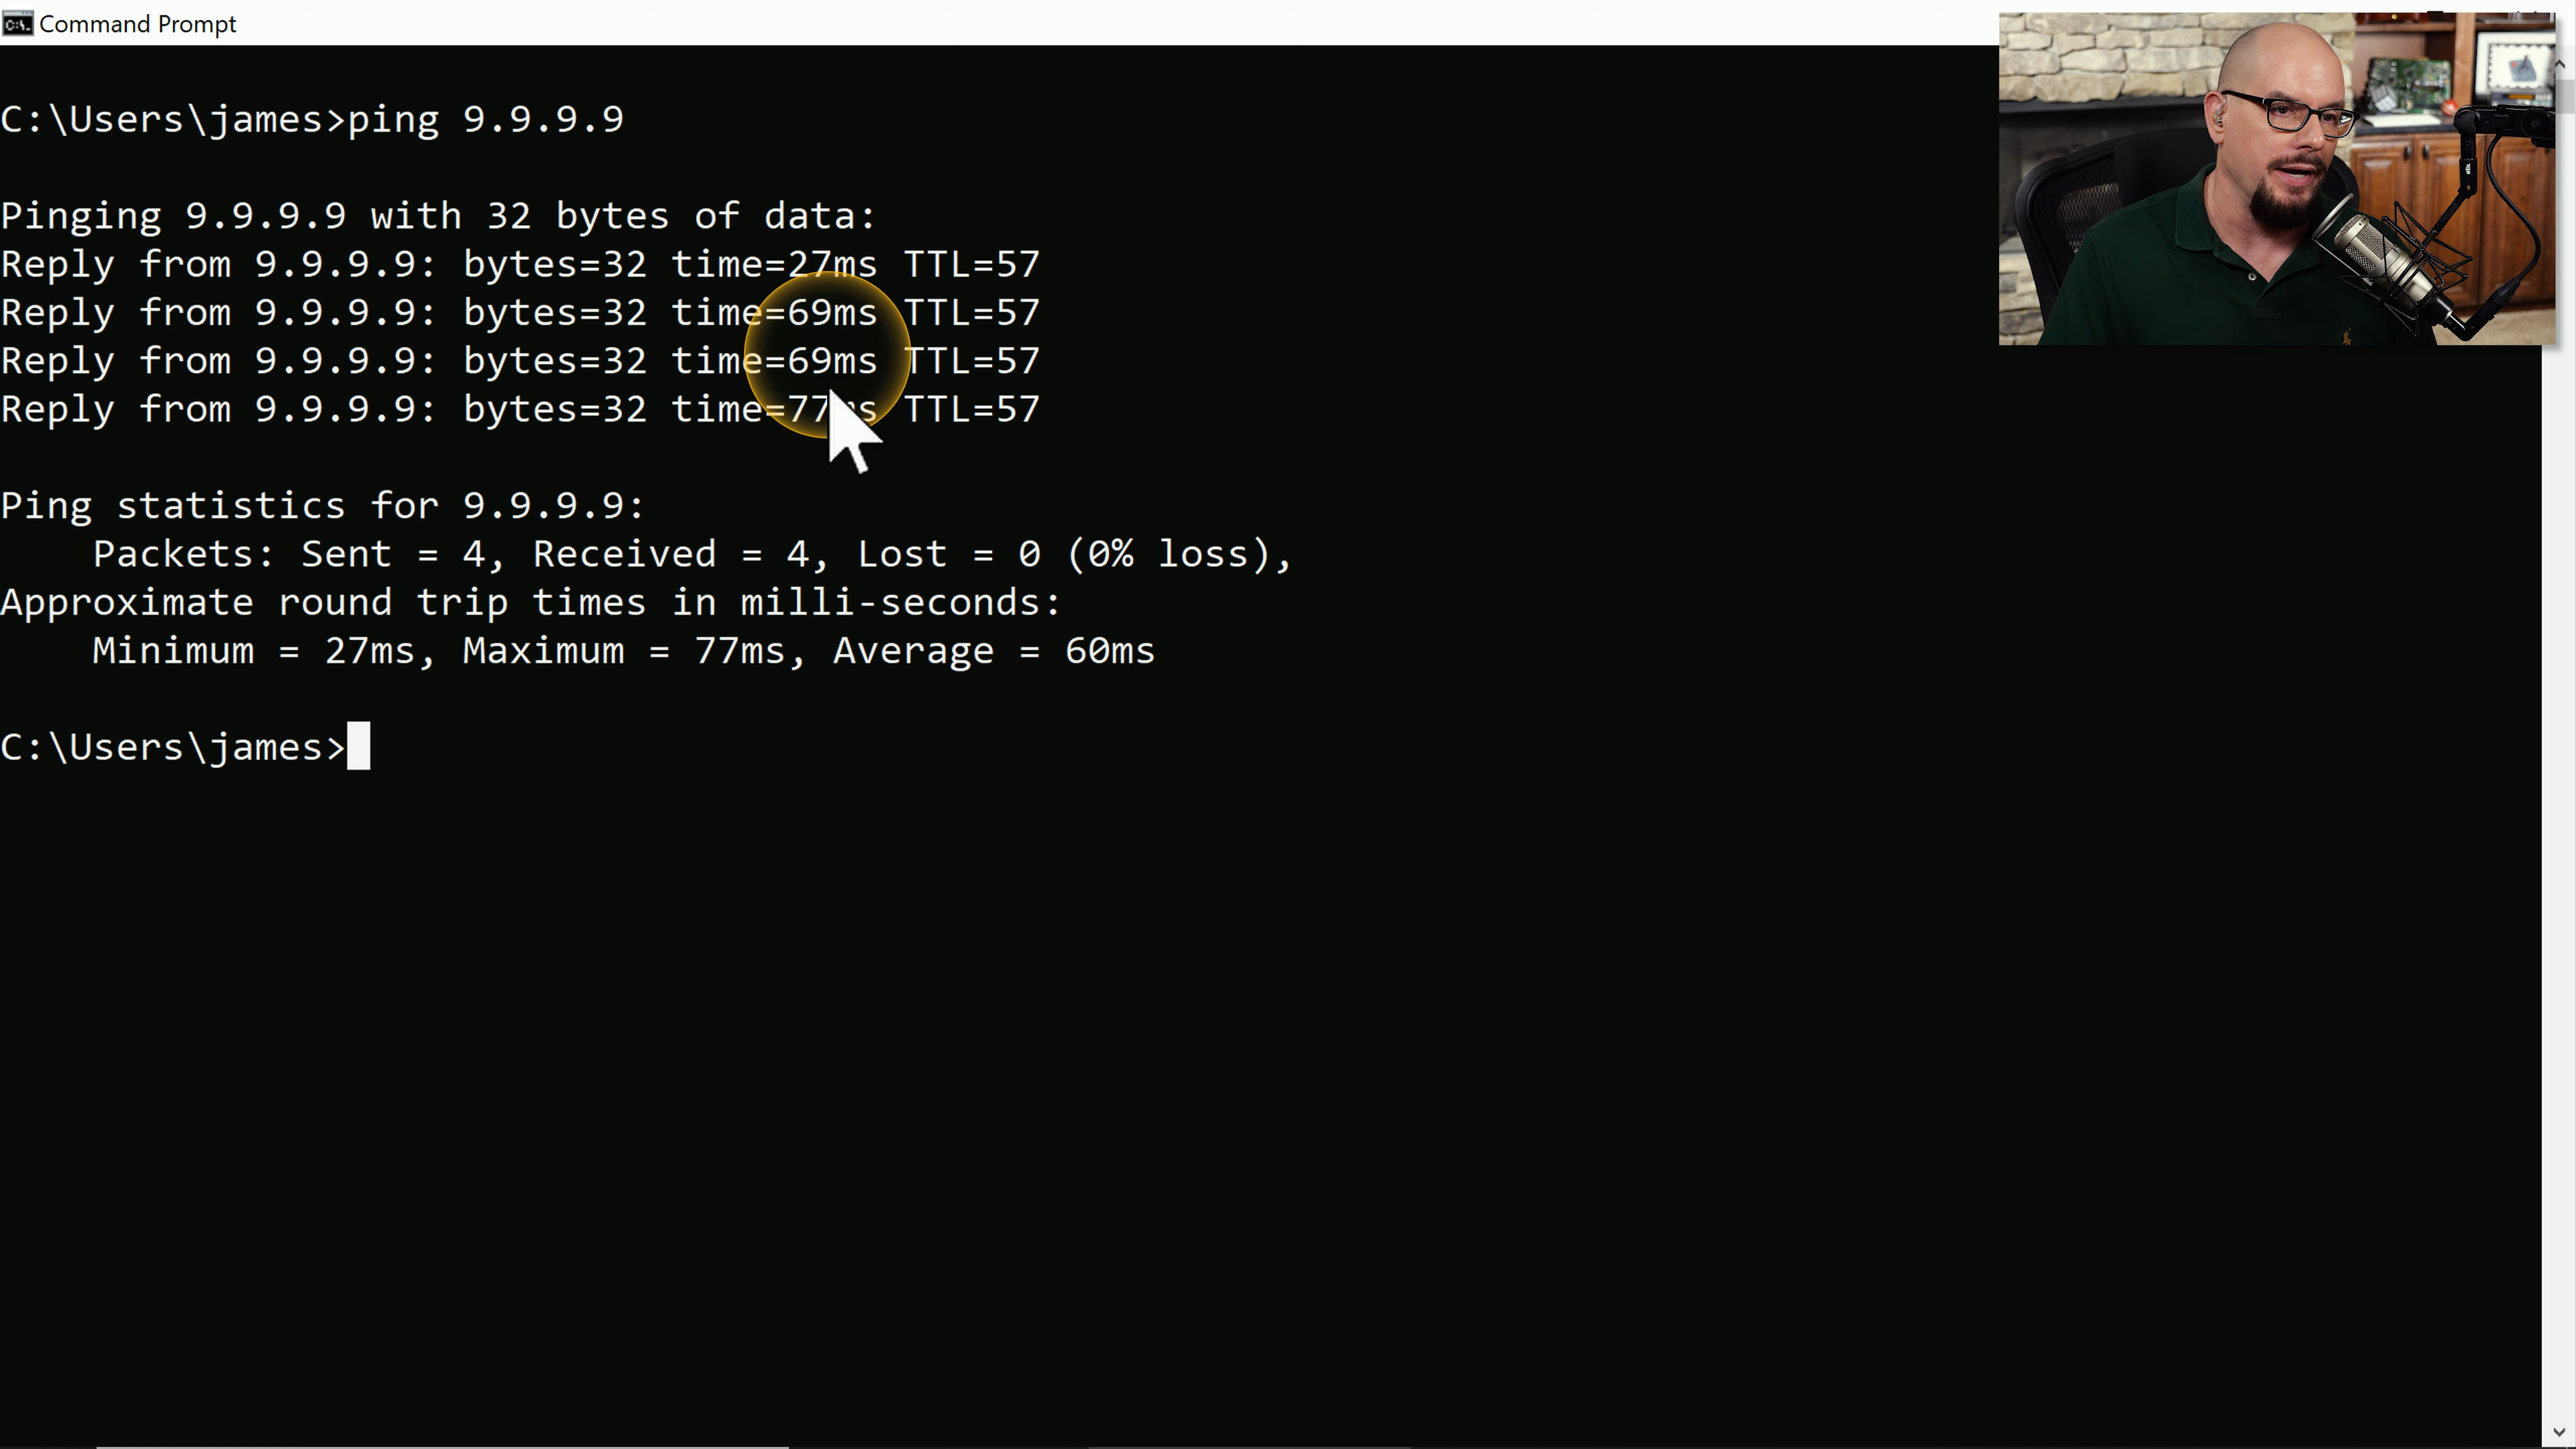 Command Prompt
C:\Users\james>ping 9.9.9.9
Pinging 9.9.9.9 with 32 bytes of data:
Reply from 9.9.9.9: bytes=32 time=27ms TTL=57
Reply from 9.9.9.9: bytes=32 time=69ms TTL=57
Reply from 9.9.9.9: bytes=32 time=69ms TTL=57
Reply from 9.9.9.9: bytes=32 time=77ms TTL=57
Ping statistics for 9.9.9.9:
Packets: Sent = 4, Received = 4, Lost = 0 (0% loss),
Approximate round trip times in milli-seconds:
Minimum = 27ms, Maximum = 77ms, Average = 60ms
C:\Users\james>